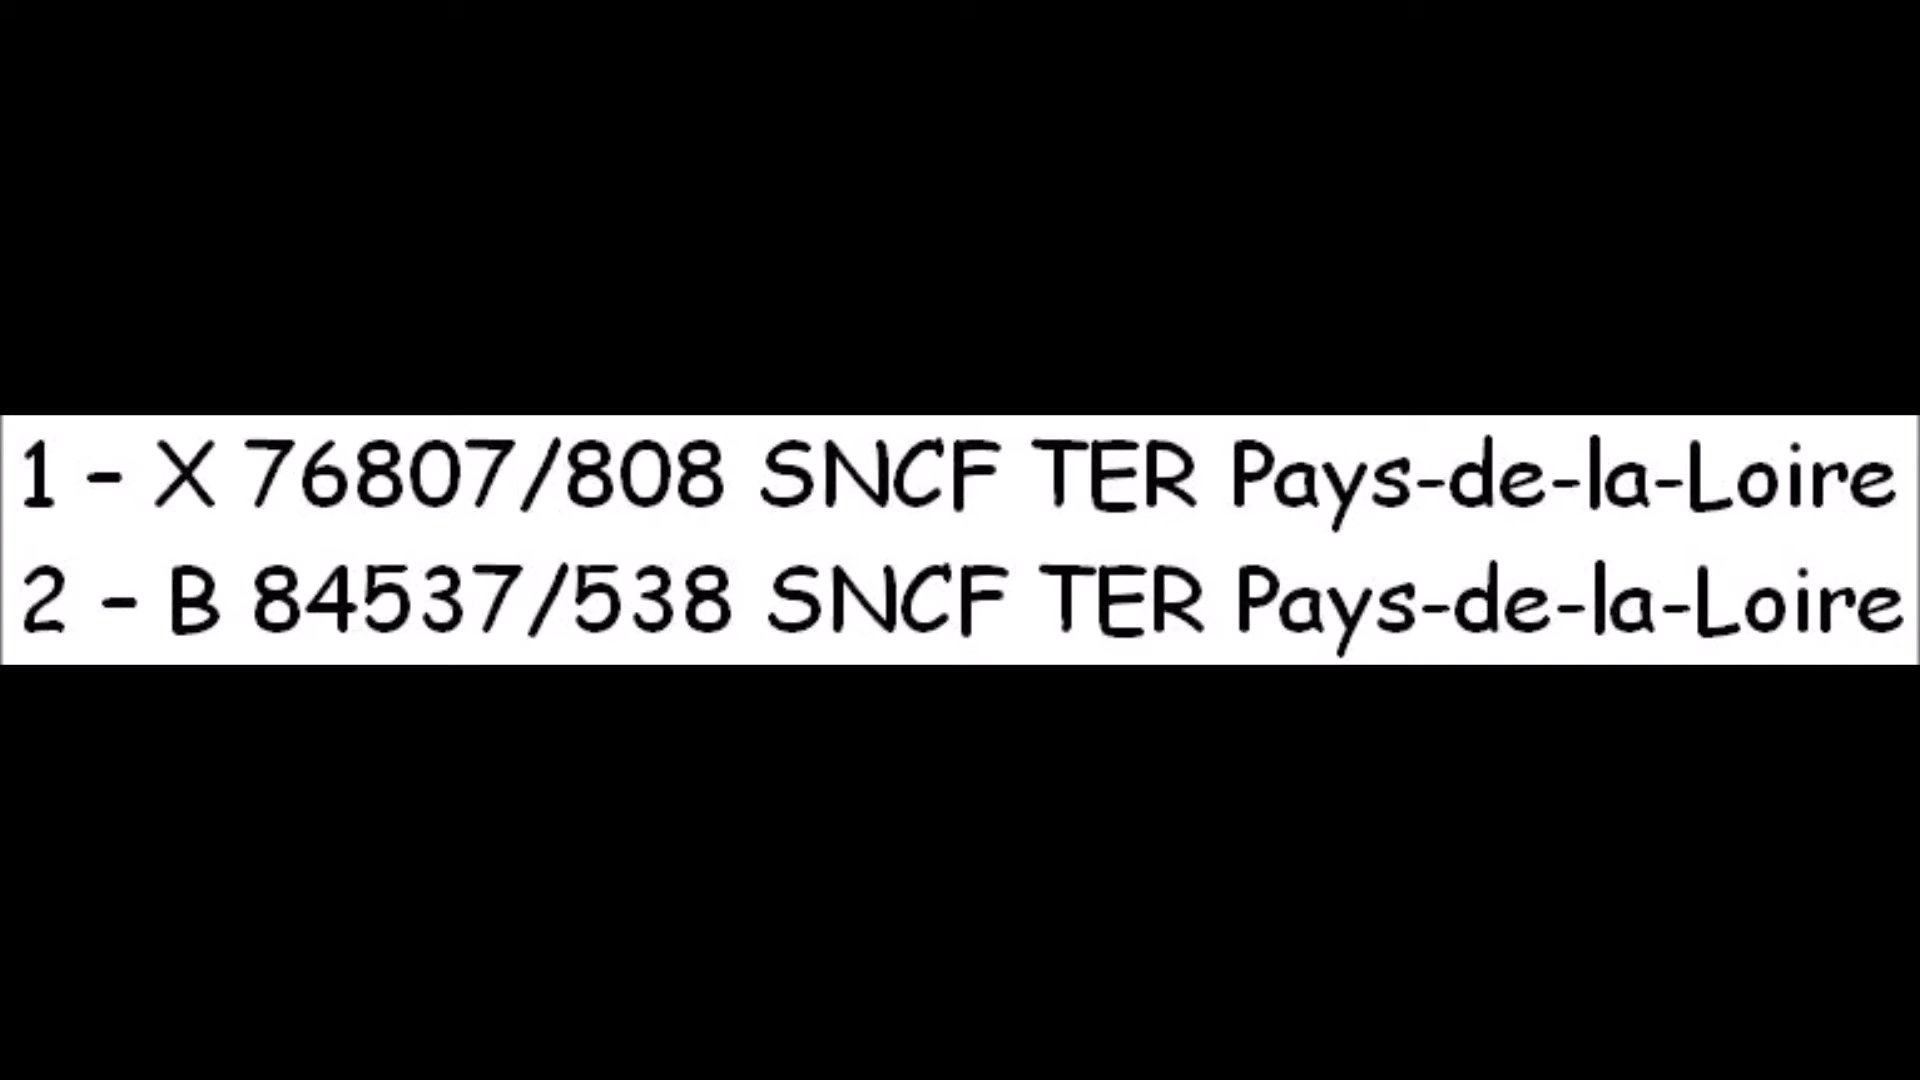 1 - X 76807/808 SNCF TER Pays-de-la-Loire
2 - B 84537/538 SNCF TER Pays-de-la-Loire